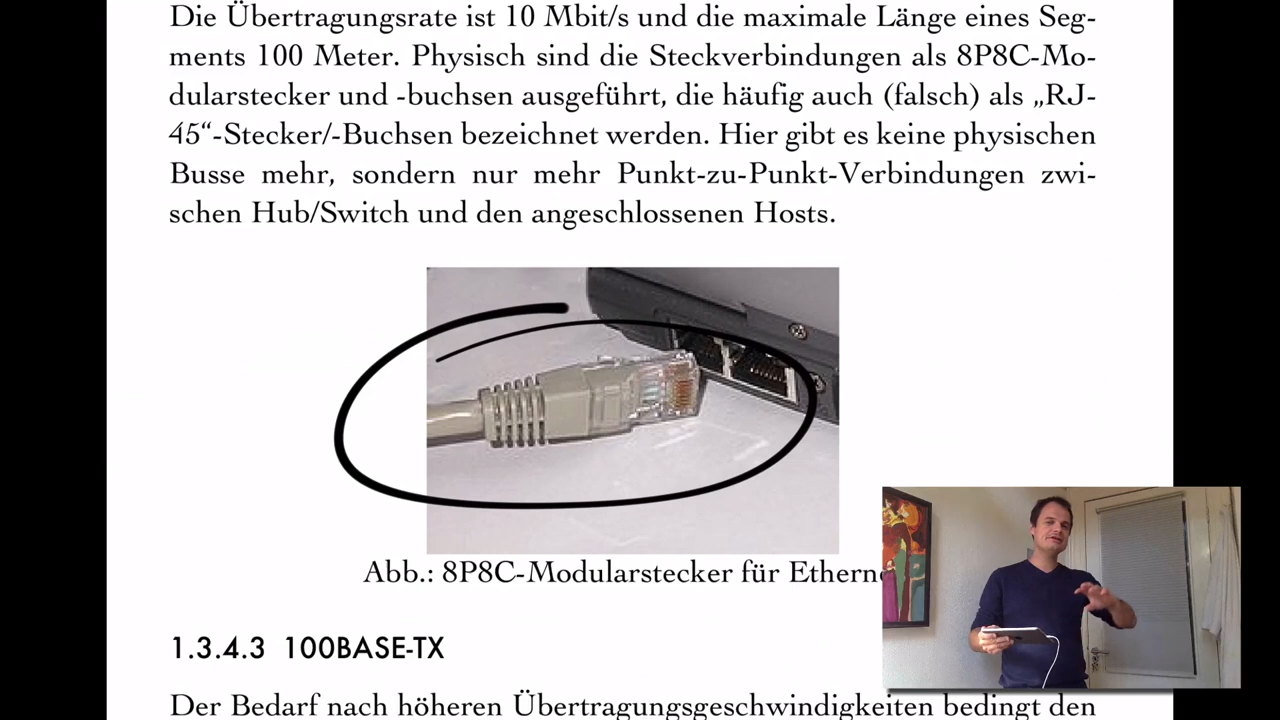 Die Übertragungsrate ist 10 Mbit/s und die maximale Länge eines Seg-
ments 100 Meter. Physisch sind die Steckverbindungen als 8P8C-Mo-
dularstecker und -buchsen ausgeführt, die häufig auch (falsch) als „RJ-
45“-Stecker/-Buchsen bezeichnet werden. Hier gibt es keine physischen
Busse mehr, sondern nur mehr Punkt-zu-Punkt-Verbindungen zwi-
schen Hub/Switch und den angeschlossenen Hosts.
Abb.: 8P8C-Modularstecker für
1.3.4.3 100BASE-TX
Der Bedarf nach höheren Übertragungsgeschwindigkeiten bedingt den